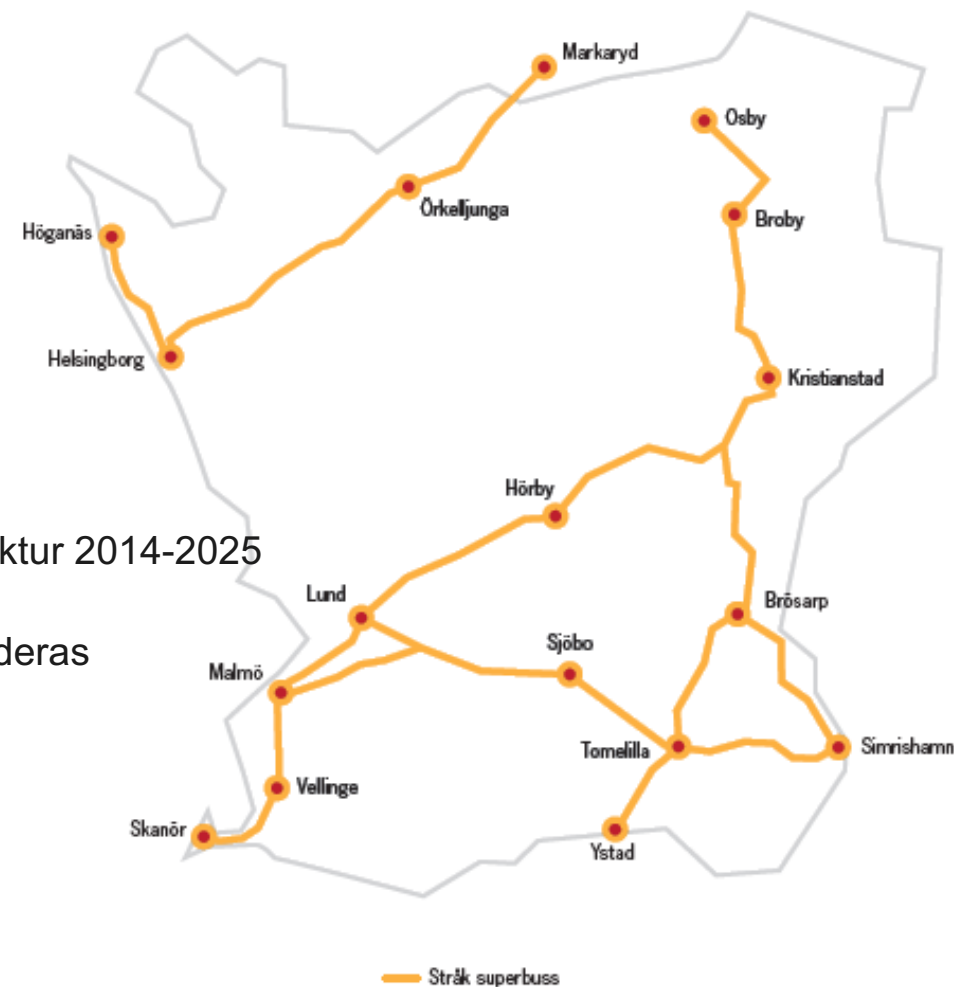 Markaryd
Osby
Örkelljunga
Broby
Höganäs
Helsingborg
Kristianstad
Hörby
ktur 2014-2025
Lund
Brösarp
deras
Sjöbo
Malmö
Tomelilla
Simrishamn
Vellinge
Skanör
Ystad
Stråk superbuss